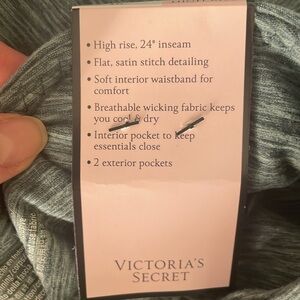 • High rise, 24" inseam
• Flat, satin stitch detailing
• Soft interior waistband for
comfort
• Breathable wicking fabric keeps
you cool & dry
• Interior pocket to keep
essentials close
• 2 exterior pockets
VICTORIA'S
SECRET